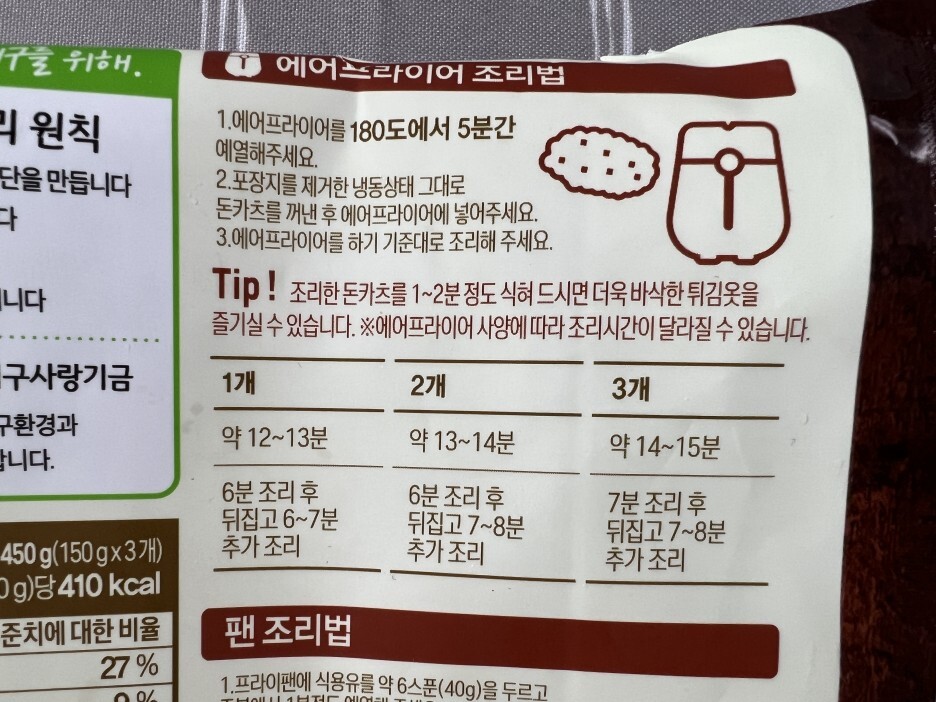 구를 위해.
리 원칙
단을 만듭니다
다
니다
구사랑기금
구환경과
합니다.
450 g(150 g x 3개)
0 g)당 410 kcal
준치에 대한 비율
27 %
에어프라이어 조리법
1.에어프라이어를 180도에서 5분간
예열해주세요.
2.포장지를 제거한 냉동상태 그대로
돈카츠를 꺼낸 후 에어프라이어에 넣어주세요.
3.에어프라이어를 하기 기준대로 조리해 주세요.
Tip! 조리한 돈카츠를 1~2분 정도 식혀 드시면 더욱 바삭한 튀김옷을
즐기실 수 있습니다. ※에어프라이어 사양에 따라 조리시간이 달라질 수 있습니다.
1개 2개 3개
약 12~13분 약 13~14분 약 14~15분
6분 조리 후 6분 조리 후 7분 조리 후
뒤집고 6~7분 뒤집고 7~8분 뒤집고 7~8분
추가 조리 추가 조리 추가 조리
팬 조리법
1.프라이팬에 식용유를 약 6스푼(40g)을 두르고